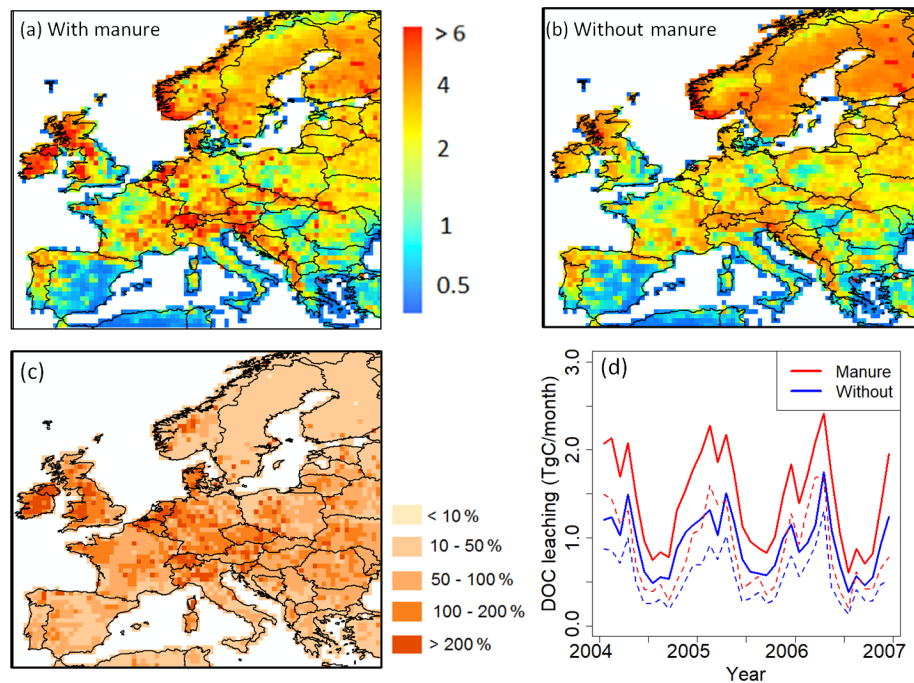 (a) With manure
> 6
4
2
1
0.5
(b) Without manure
(c)
< 10 %
10 - 50 %
50 - 100 %
100 - 200 %
> 200 %
(d)
Manure
Without
DOC leaching (TgC/month)
3.0
2.0
1.0
0.0
2004
2005
2006
2007
Year